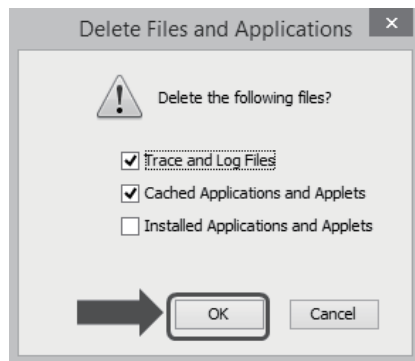 Delete Files and Applications
Delete the following files?
Trace and Log Files
Cached Applications and Applets
Installed Applications and Applets
OK
Cancel